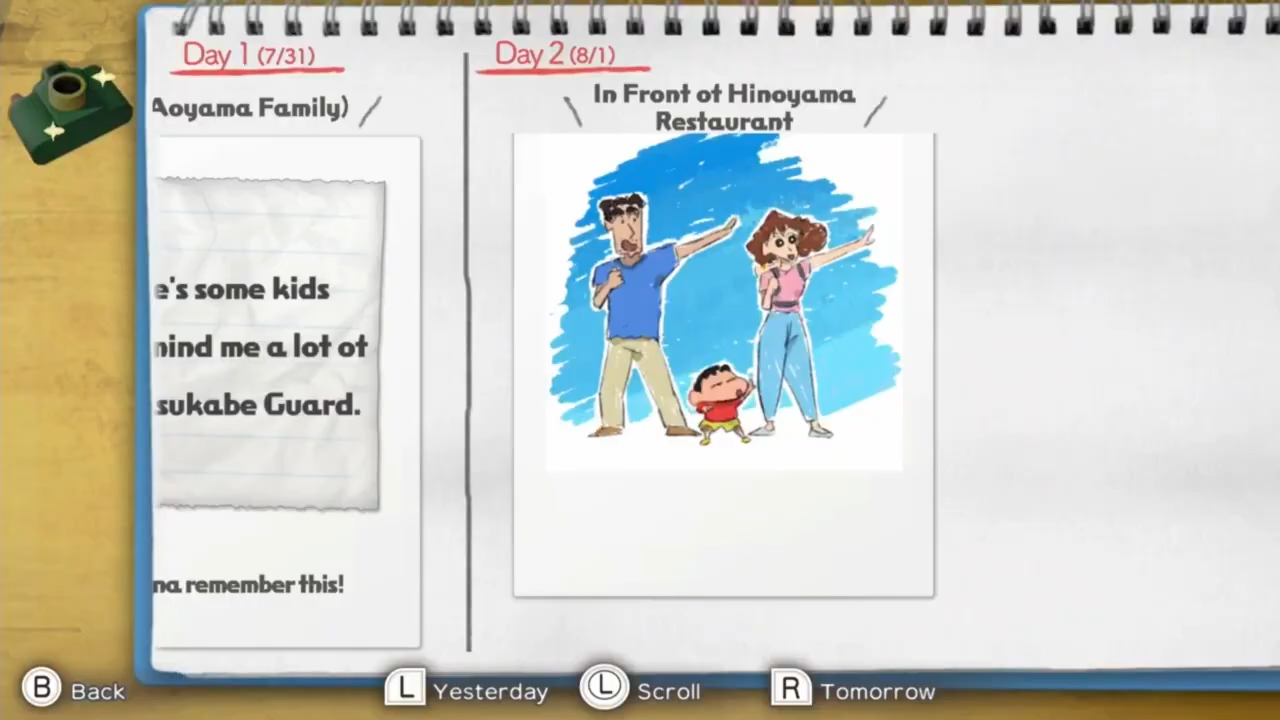 Day 1 (7/31)
Aoyama Family)
e's some kids
nind me a lot of
sukabe Guard.
na remember this!
Day 2 (8/1)
In Front of Hinoyama
Restaurant
B Back
L Yesterday
L Scroll
R Tomorrow